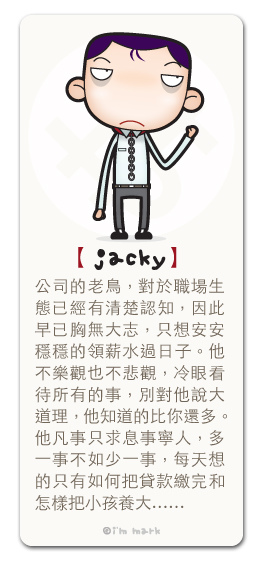 【jacky】
公司的老鳥，對於職場生
態已經有清楚認知，因此
早已胸無大志，只想安安
穩穩的領薪水過日子。他
不樂觀也不悲觀，冷眼看
待所有的事，別對他說大
道理，他知道的比你還多。
他凡事只求息事寧人，多
一事不如少一事，每天想
的只有如何把貸款繳完和
怎樣把小孩養大……
©i'm mark